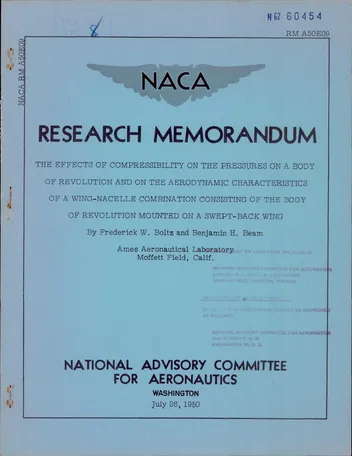 N 62 60454
RM A50E09
8
NACA RM A50E09
NACA
RESEARCH MEMORANDUM
THE EFFECTS OF COMPRESSIBILITY ON THE PRESSURES ON A BODY
OF REVOLUTION AND ON THE AERODYNAMIC CHARACTERISTICS
OF A WING-NACELLE COMBINATION CONSISTING OF THE BODY
OF REVOLUTION MOUNTED ON A SWEPT-BACK WING
By Frederick W. Boltz and Benjamin H. Beam
Ames Aeronautical Laboratory
Moffett Field, Calif.
NATIONAL ADVISORY COMMITTEE
FOR AERONAUTICS
WASHINGTON
July 26, 1950